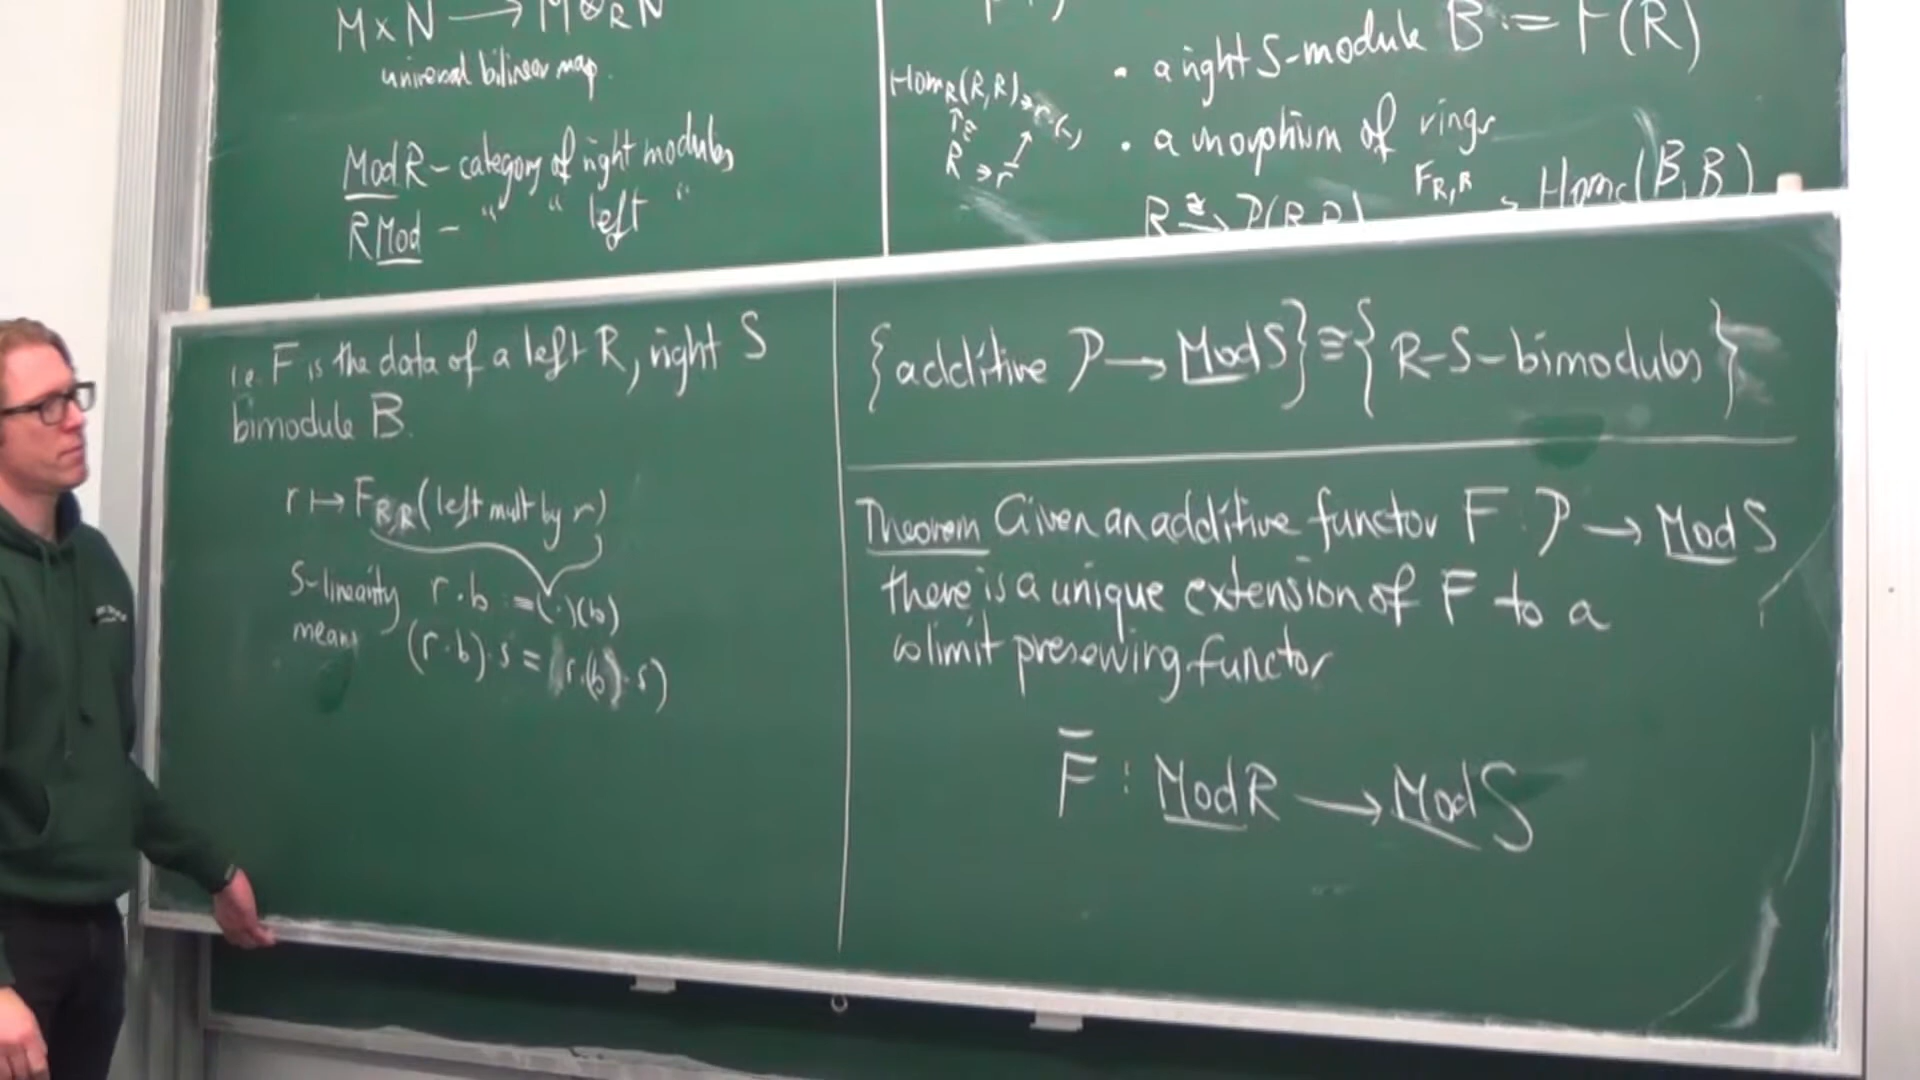 M×N ⟶ M⊗_R N
universal bilinear map.
Mod R – category of right modules
R Mod – " " left "
Hom_R(R,R) ∋ r·(-)
↑≅
R ∋ r
• a right S-module B := F(R)
• a morphism of rings
R ≅→ P(R,R) F_{R,R} → Hom_C(B,B)
i.e. F is the data of a left R, right S
bimodule B.
r ↦ F_{R,R}(left mult by r)
S-linearity r·b := (·)(b)
means (r·b)·s = r·(b·s)
{additive P ⟶ Mod S} ≅ {R-S-bimodules}
Theorem Given an additive functor F : P ⟶ Mod S
there is a unique extension of F to a
colimit preserving functor
F̄ : Mod R ⟶ Mod S